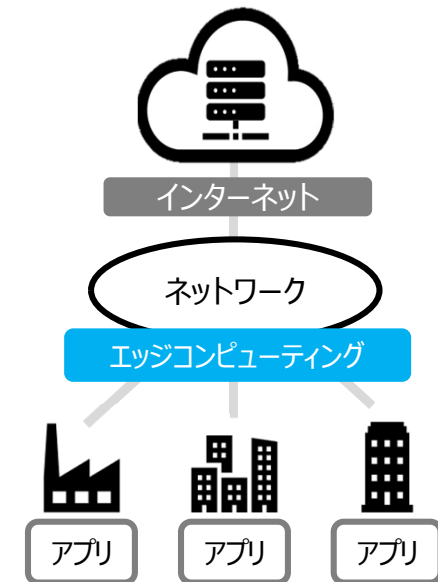 インターネット
ネットワーク
エッジコンピューティング
アプリ
アプリ
アプリ